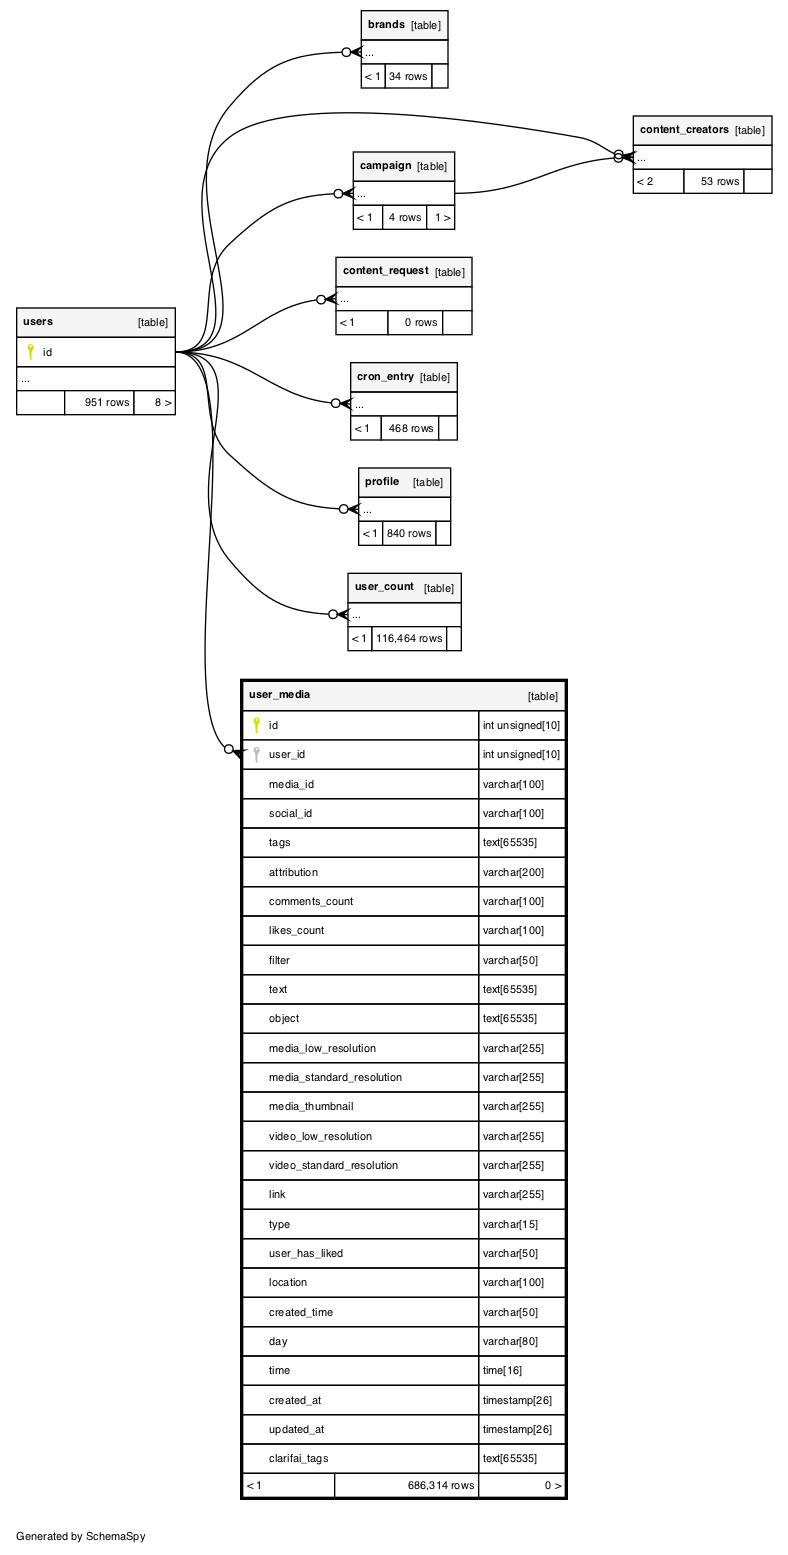 brands [table]
...
< 1 34 rows
content_creators [table]
...
< 2 53 rows
campaign [table]
...
< 1 4 rows 1 >
content_request [table]
...
< 1 0 rows
users [table]
id
...
951 rows 8 >
cron_entry [table]
...
< 1 468 rows
profile [table]
...
< 1 840 rows
user_count [table]
...
< 1 116,464 rows
user_media [table]
id int unsigned[10]
user_id int unsigned[10]
media_id varchar[100]
social_id varchar[100]
tags text[65535]
attribution varchar[200]
comments_count varchar[100]
likes_count varchar[100]
filter varchar[50]
text text[65535]
object text[65535]
media_low_resolution varchar[255]
media_standard_resolution varchar[255]
media_thumbnail varchar[255]
video_low_resolution varchar[255]
video_standard_resolution varchar[255]
link varchar[255]
type varchar[15]
user_has_liked varchar[50]
location varchar[100]
created_time varchar[50]
day varchar[80]
time time[16]
created_at timestamp[26]
updated_at timestamp[26]
clarifai_tags text[65535]
< 1 686,314 rows 0 >
Generated by SchemaSpy